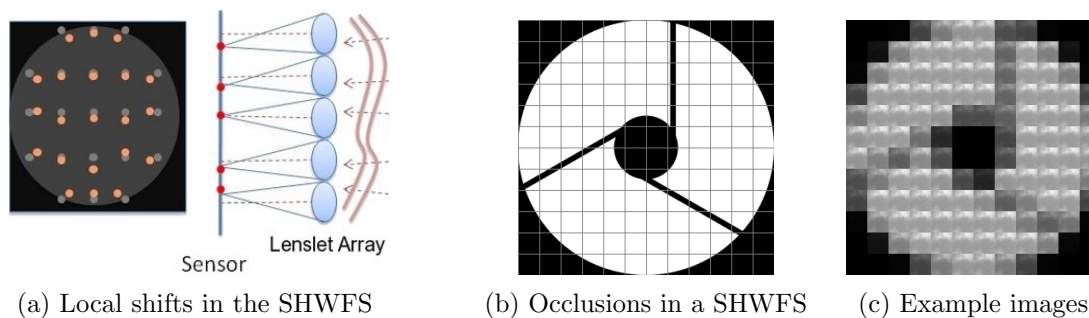 Lenslet Array
Sensor
(a) Local shifts in the SHWFS
(b) Occlusions in a SHWFS
(c) Example images